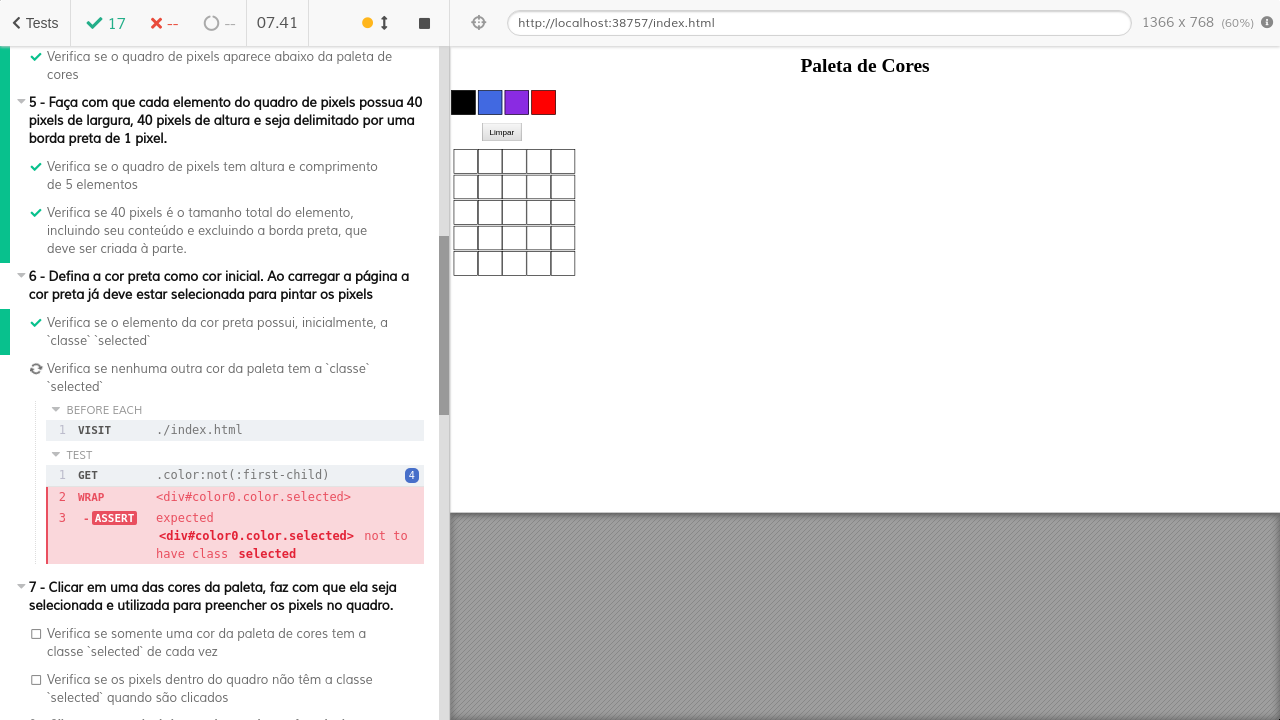 Tests
17
--
--
07.41
http://localhost:38757/index.html
1366 x 768 (60%)
Verifica se o quadro de pixels aparece abaixo da paleta de
cores
5 - Faça com que cada elemento do quadro de pixels possua 40
pixels de largura, 40 pixels de altura e seja delimitado por uma
borda preta de 1 pixel.
Verifica se o quadro de pixels tem altura e comprimento
de 5 elementos
Verifica se 40 pixels é o tamanho total do elemento,
incluindo seu conteúdo e excluindo a borda preta, que
deve ser criada à parte.
6 - Defina a cor preta como cor inicial. Ao carregar a página a
cor preta já deve estar selecionada para pintar os pixels
Verifica se o elemento da cor preta possui, inicialmente, a
`classe` `selected`
Verifica se nenhuma outra cor da paleta tem a `classe`
`selected`
BEFORE EACH
1 VISIT ./index.html
TEST
1 GET .color:not(:first-child) 4
2 WRAP <div#color0.color.selected>
3 -ASSERT expected
<div#color0.color.selected> not to
have class selected
7 - Clicar em uma das cores da paleta, faz com que ela seja
selecionada e utilizada para preencher os pixels no quadro.
Verifica se somente uma cor da paleta de cores tem a
classe `selected` de cada vez
Verifica se os pixels dentro do quadro não têm a classe
`selected` quando são clicados
Paleta de Cores
Limpar